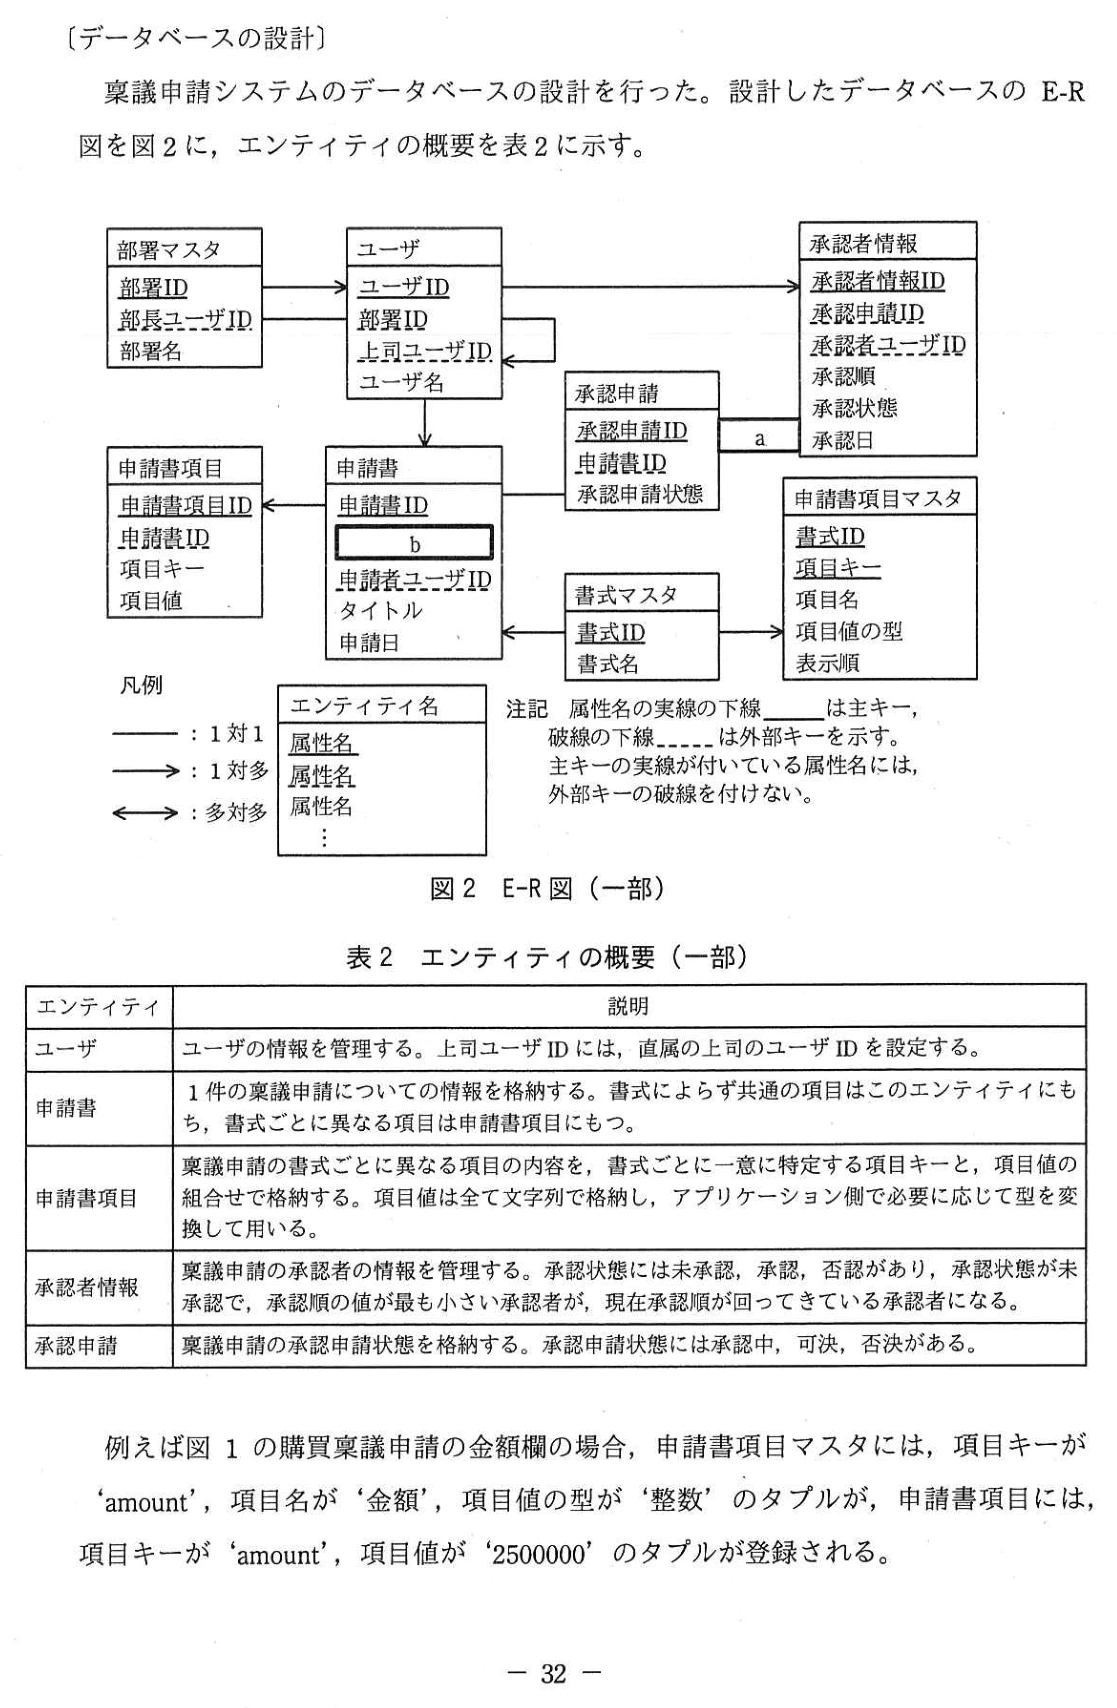 〔データベースの設計〕
稟議申請システムのデータベースの設計を行った。設計したデータベースの E-R
図を図2に，エンティティの概要を表2に示す。
部署マスタ
部署ID
部長ユーザID
部署名
ユーザ
ユーザID
部署ID
上司ユーザID
ユーザ名
承認者情報
承認者情報ID
承認申請ID
承認者ユーザID
承認順
承認状態
承認日
承認申請
承認申請ID
申請書ID
承認申請状態
a
申請書項目
申請書項目ID
申請書ID
項目キー
項目値
申請書
申請書ID
b
申請者ユーザID
タイトル
申請日
書式マスタ
書式ID
書式名
申請書項目マスタ
書式ID
項目キー
項目名
項目値の型
表示順
凡例
：1対1
：1対多
：多対多
エンティティ名
属性名
属性名
属性名
⋮
注記　属性名の実線の下線＿＿は主キー，
破線の下線-----は外部キーを示す。
主キーの実線が付いている属性名には，
外部キーの破線を付けない。
図2　E-R図（一部）
表2　エンティティの概要（一部）
エンティティ　説明
ユーザ　ユーザの情報を管理する。上司ユーザIDには，直属の上司のユーザIDを設定する。
申請書　1件の稟議申請についての情報を格納する。書式によらず共通の項目はこのエンティティにも
ち，書式ごとに異なる項目は申請書項目にもつ。
申請書項目　稟議申請の書式ごとに異なる項目の内容を，書式ごとに一意に特定する項目キーと，項目値の
組合せで格納する。項目値は全て文字列で格納し，アプリケーション側で必要に応じて型を変
換して用いる。
承認者情報　稟議申請の承認者の情報を管理する。承認状態には未承認，承認，否認があり，承認状態が未
承認で，承認順の値が最も小さい承認者が，現在承認順が回ってきている承認者になる。
承認申請　稟議申請の承認申請状態を格納する。承認申請状態には承認中，可決，否決がある。
例えば図 1 の購買稟議申請の金額欄の場合，申請書項目マスタには，項目キーが
‘amount’，項目名が‘金額’，項目値の型が‘整数’のタプルが，申請書項目には，
項目キーが‘amount’，項目値が‘2500000’のタプルが登録される。
－ 32 －